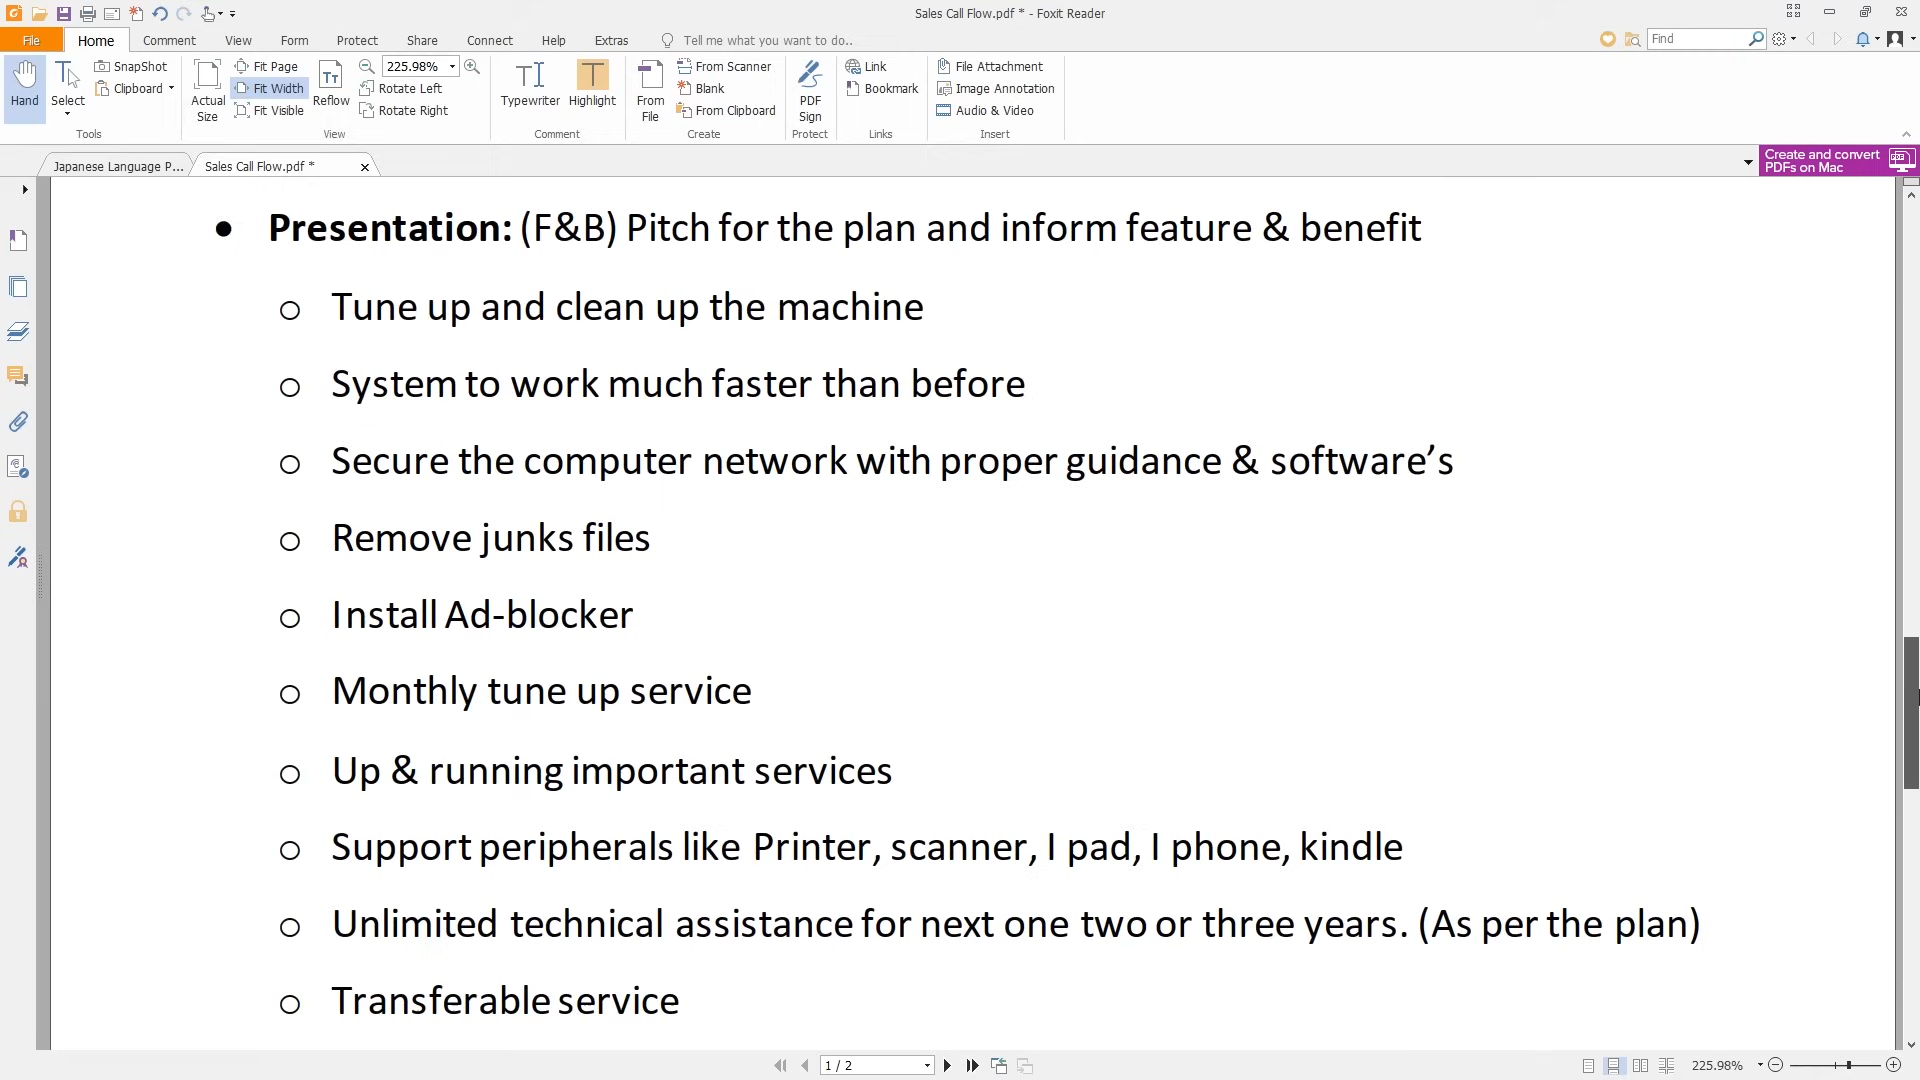 Sales Call Flow.pdf * - Foxit Reader
File Home Comment View Form Protect Share Connect Help Extras Tell me what you want to do.. Find
Hand
Select
SnapShot
Clipboard
Tools
Actual Size
Fit Page
Fit Width
Fit Visible
Reflow
225.98%
Rotate Left
Rotate Right
View
Typewriter
Highlight
Comment
From File
From Scanner
Blank
From Clipboard
Create
PDF Sign
Protect
Link
Bookmark
Links
File Attachment
Image Annotation
Audio & Video
Insert
Japanese Language P... Sales Call Flow.pdf *
Create and convert
PDFs on Mac
● Presentation: (F&B) Pitch for the plan and inform feature & benefit
o Tune up and clean up the machine
o System to work much faster than before
o Secure the computer network with proper guidance & software’s
o Remove junks files
o Install Ad-blocker
o Monthly tune up service
o Up & running important services
o Support peripherals like Printer, scanner, I pad, I phone, kindle
o Unlimited technical assistance for next one two or three years. (As per the plan)
o Transferable service
1 / 2 225.98%